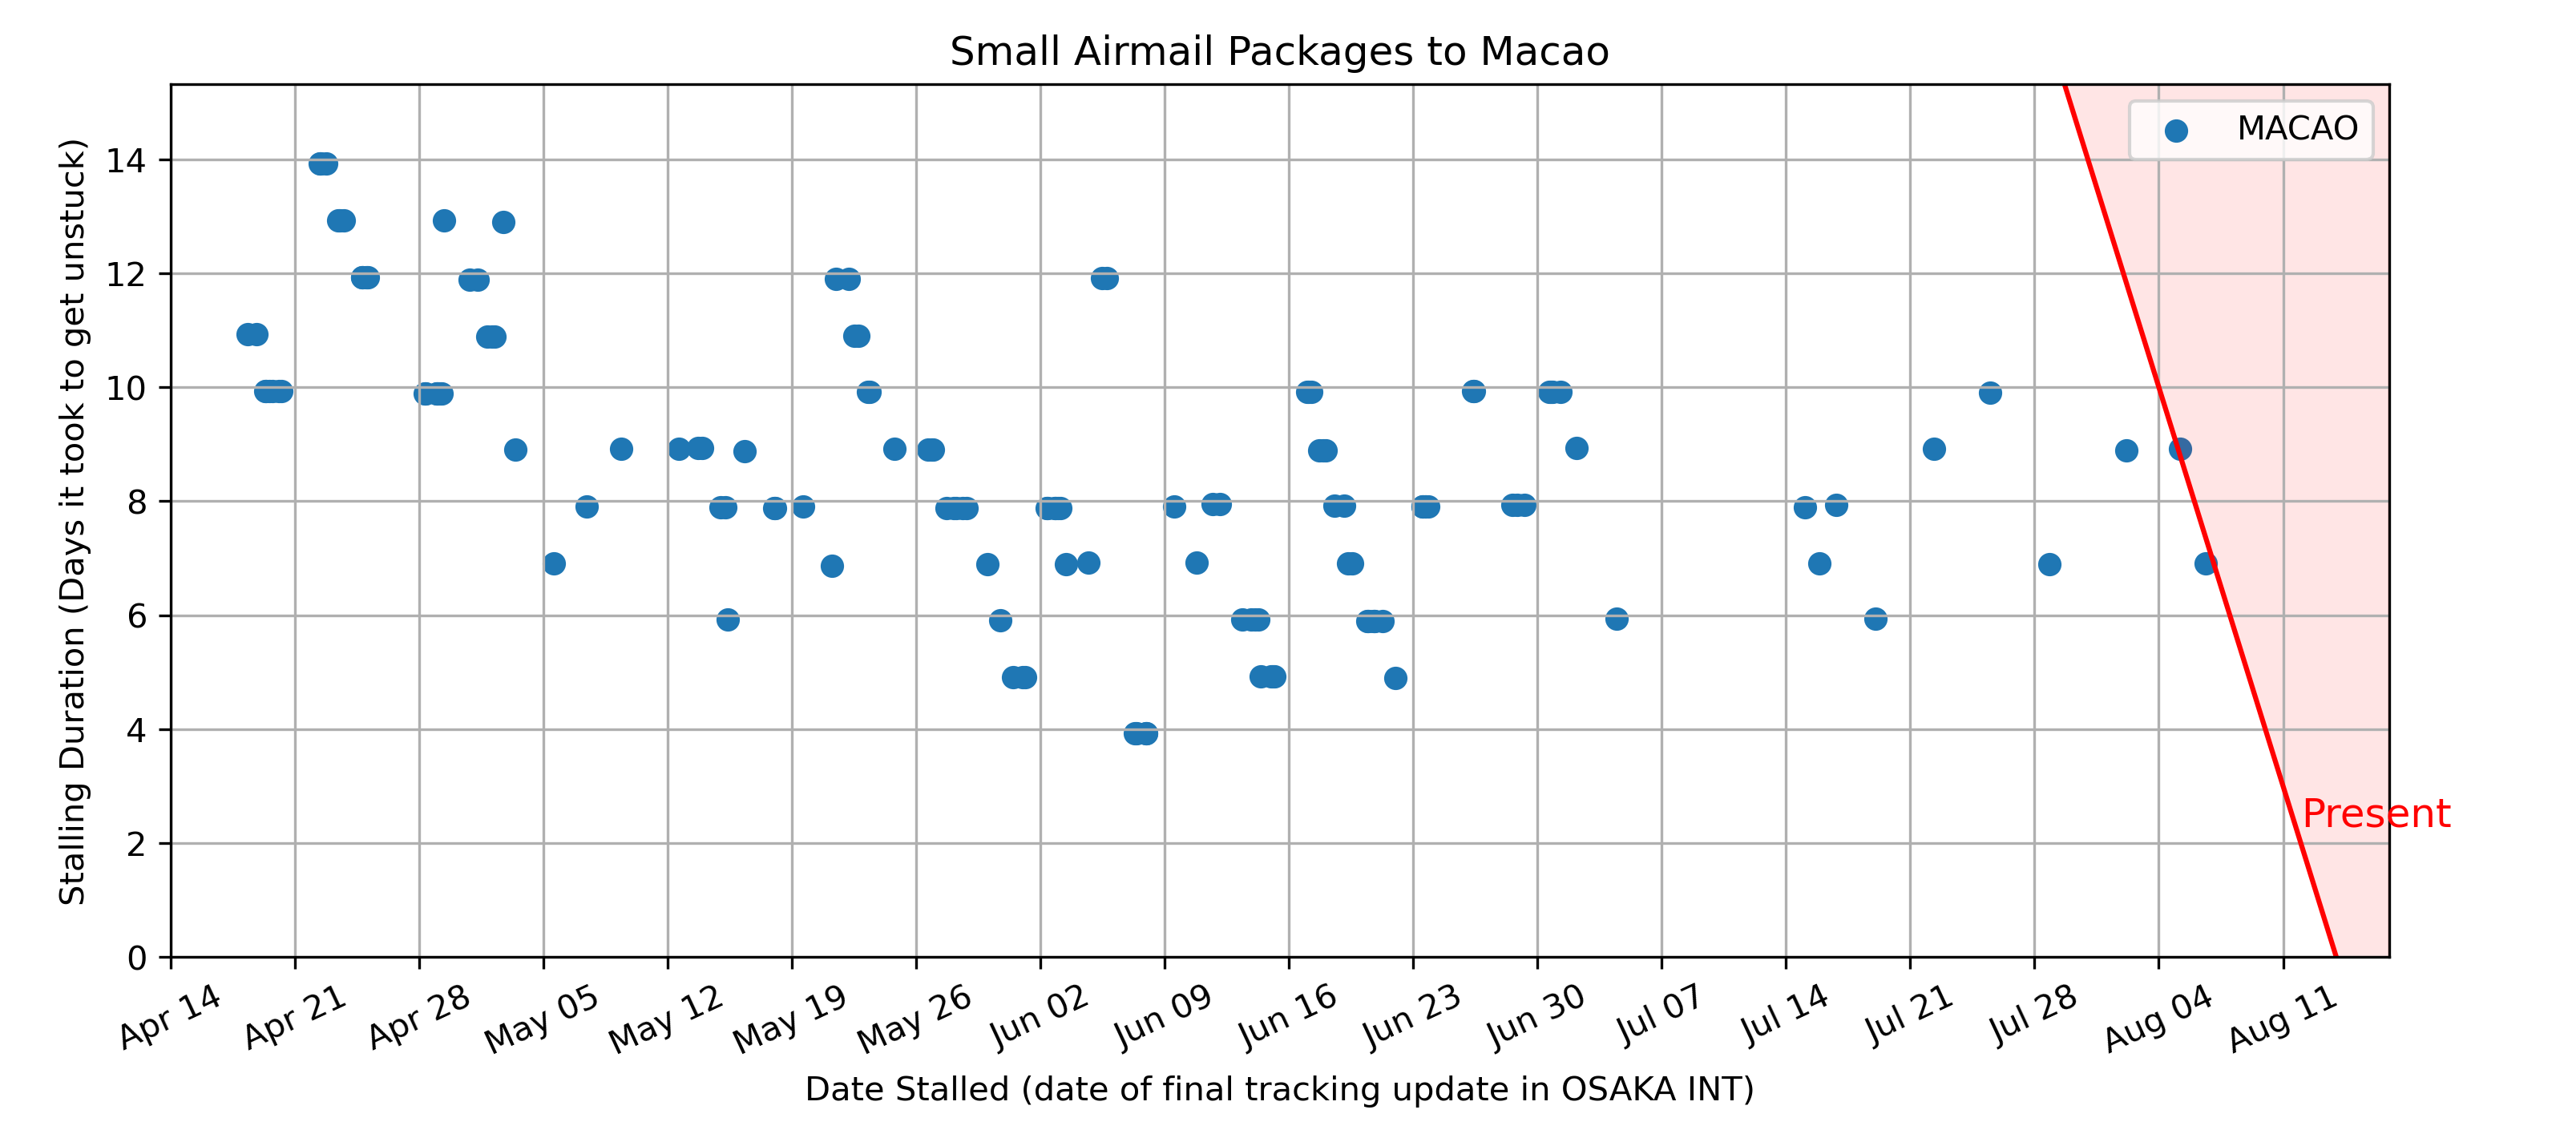 Small Airmail Packages to Macao
MACAO
Stalling Duration (Days it took to get unstuck)
14
12
10
8
6
4
2
0
Present
Apr 14
Apr 21
Apr 28
May 05
May 12
May 19
May 26
Jun 02
Jun 09
Jun 16
Jun 23
Jun 30
Jul 07
Jul 14
Jul 21
Jul 28
Aug 04
Aug 11
Date Stalled (date of final tracking update in OSAKA INT)